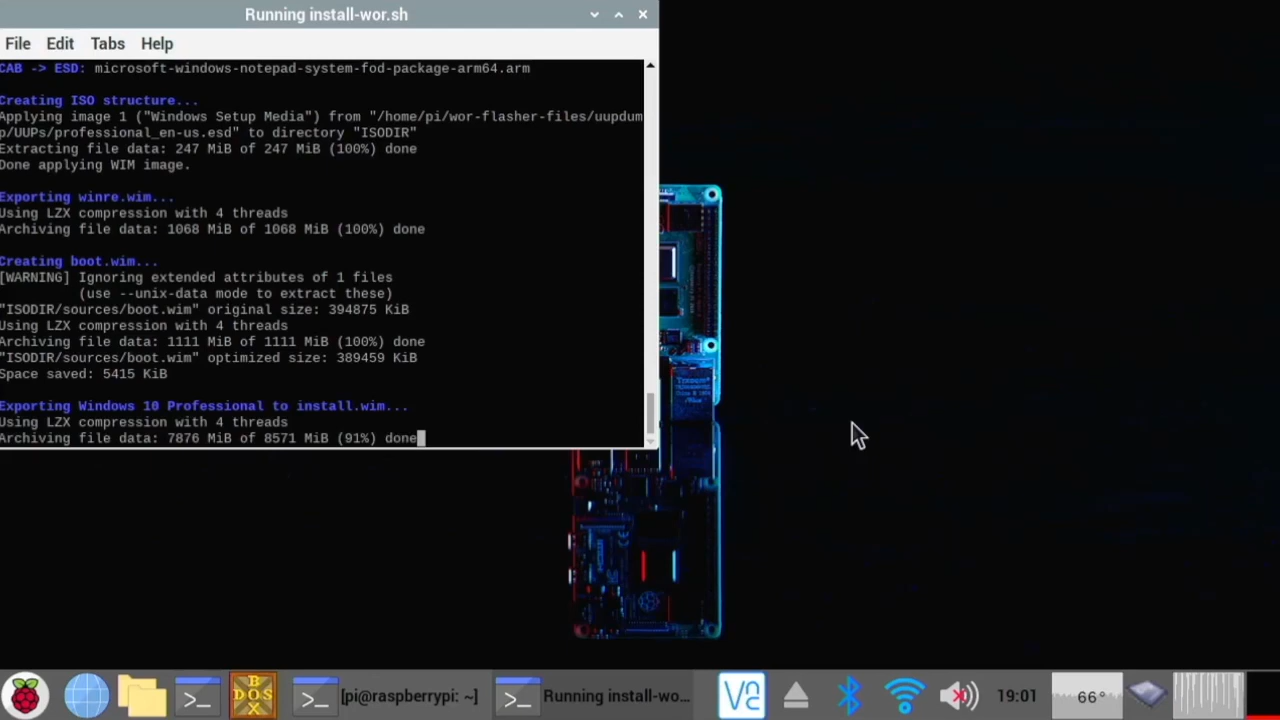 Running install-wor.sh
File Edit Tabs Help
CAB -> ESD: microsoft-windows-notepad-system-fod-package-arm64.arm
Creating ISO structure...
Applying image 1 ("Windows Setup Media") from "/home/pi/wor-flasher-files/uupdum
p/UUPs/professional_en-us.esd" to directory "ISODIR"
Extracting file data: 247 MiB of 247 MiB (100%) done
Done applying WIM image.
Exporting winre.wim...
Using LZX compression with 4 threads
Archiving file data: 1068 MiB of 1068 MiB (100%) done
Creating boot.wim...
[WARNING] Ignoring extended attributes of 1 files
(use --unix-data mode to extract these)
"ISODIR/sources/boot.wim" original size: 394875 KiB
Using LZX compression with 4 threads
Archiving file data: 1111 MiB of 1111 MiB (100%) done
"ISODIR/sources/boot.wim" optimized size: 389459 KiB
Space saved: 5415 KiB
Exporting Windows 10 Professional to install.wim...
Using LZX compression with 4 threads
Archiving file data: 7876 MiB of 8571 MiB (91%) done
>_ DOS BOX >_ [pi@raspberrypi: ~] >_ Running install-wo... 19:01 66°